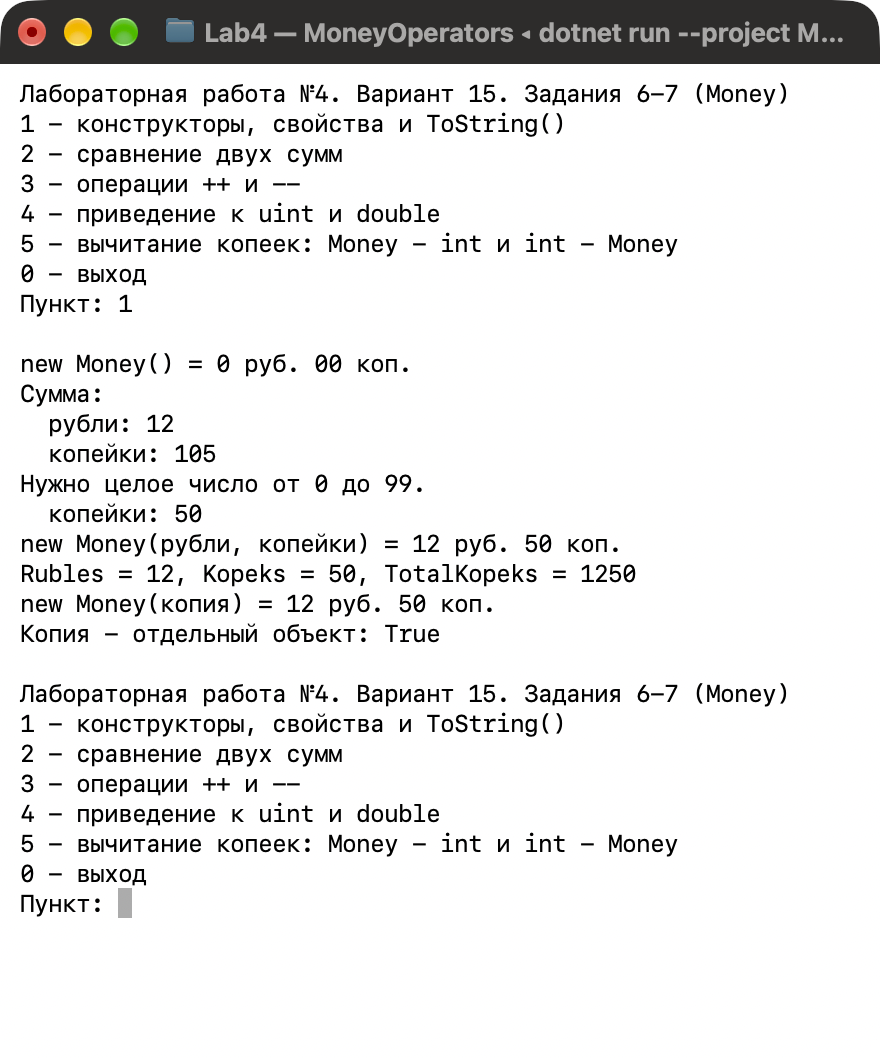 Lab4 — MoneyOperators ◂ dotnet run --project M...
Лабораторная работа №4. Вариант 15. Задания 6–7 (Money)
1 – конструкторы, свойства и ToString()
2 – сравнение двух сумм
3 – операции ++ и --
4 – приведение к uint и double
5 – вычитание копеек: Money – int и int – Money
0 – выход
Пункт: 1

new Money() = 0 руб. 00 коп.
Сумма:
  рубли: 12
  копейки: 105
Нужно целое число от 0 до 99.
  копейки: 50
new Money(рубли, копейки) = 12 руб. 50 коп.
Rubles = 12, Kopeks = 50, TotalKopeks = 1250
new Money(копия) = 12 руб. 50 коп.
Копия – отдельный объект: True

Лабораторная работа №4. Вариант 15. Задания 6–7 (Money)
1 – конструкторы, свойства и ToString()
2 – сравнение двух сумм
3 – операции ++ и --
4 – приведение к uint и double
5 – вычитание копеек: Money – int и int – Money
0 – выход
Пункт: